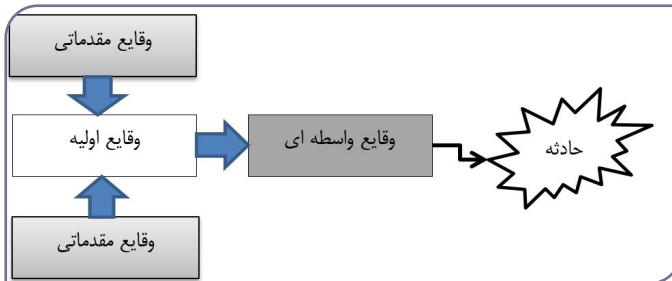 وقایع مقدماتی
وقایع اولیه
وقایع واسطه ای
حادثه
وقایع مقدماتی